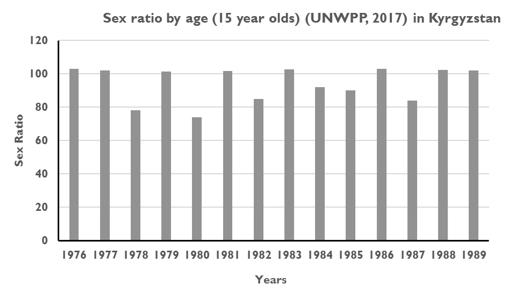 Sex ratio by age (15 year olds) (UNWPP, 2017) in Kyrgyzstan
120
100
80
60
40
20
0
Sex Ratio
1976 1977 1978 1979 1980 1981 1982 1983 1984 1985 1986 1987 1988 1989
Years